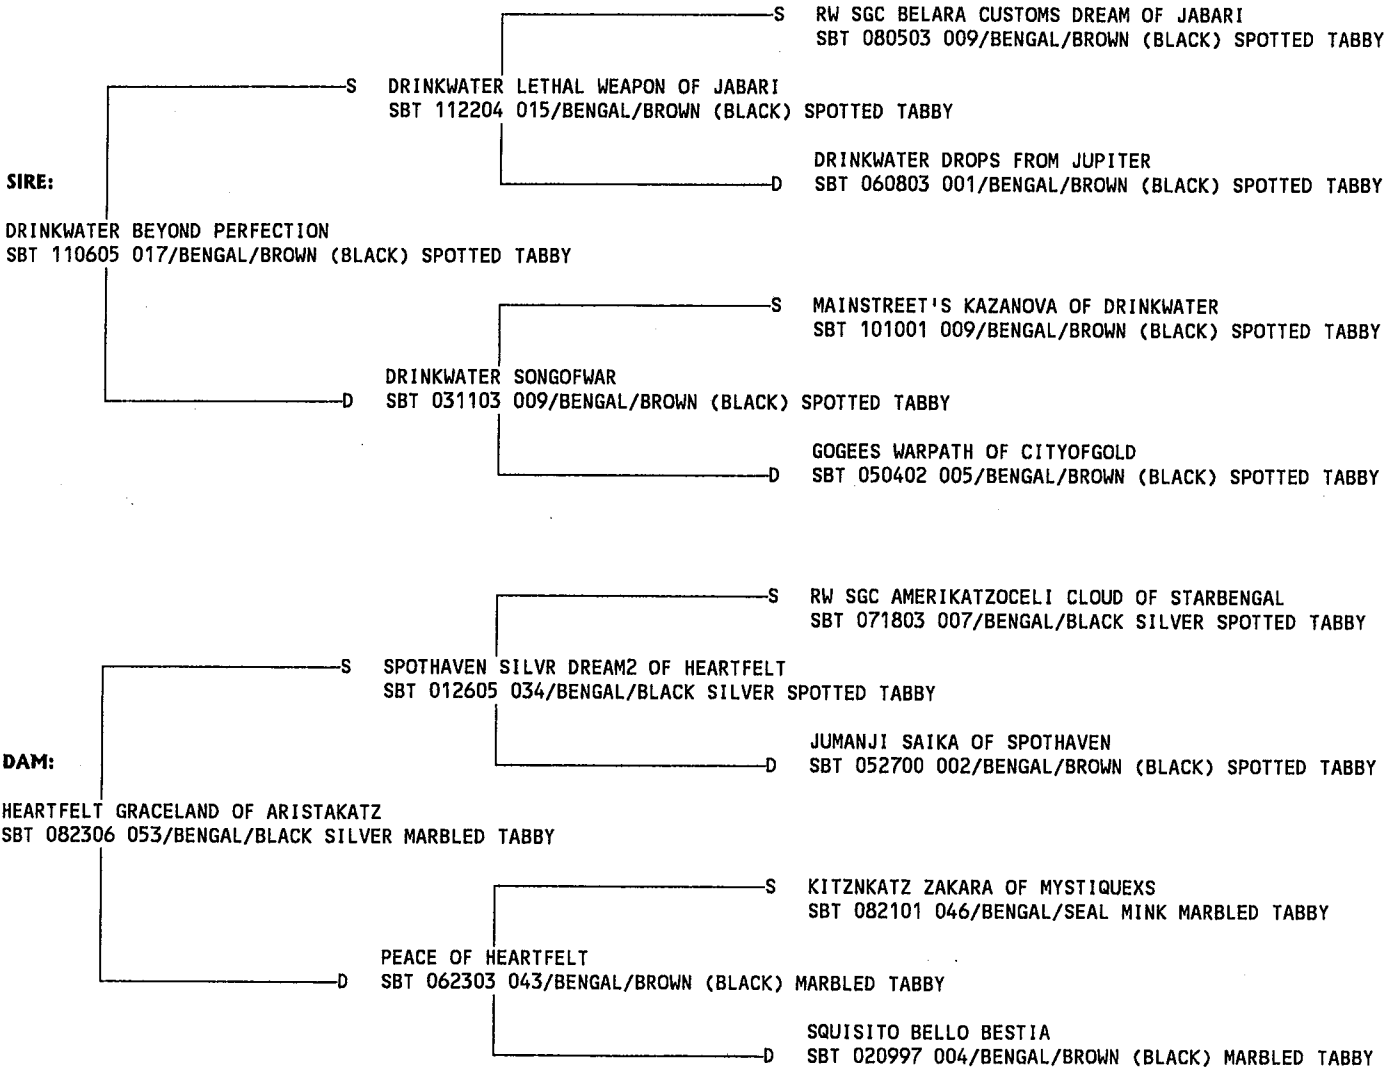 S RW SGC BELARA CUSTOMS DREAM OF JABARI
SBT 080503 009/BENGAL/BROWN (BLACK) SPOTTED TABBY
S DRINKWATER LETHAL WEAPON OF JABARI
SBT 112204 015/BENGAL/BROWN (BLACK) SPOTTED TABBY
DRINKWATER DROPS FROM JUPITER
D SBT 060803 001/BENGAL/BROWN (BLACK) SPOTTED TABBY
SIRE:
DRINKWATER BEYOND PERFECTION
SBT 110605 017/BENGAL/BROWN (BLACK) SPOTTED TABBY
S MAINSTREET'S KAZANOVA OF DRINKWATER
SBT 101001 009/BENGAL/BROWN (BLACK) SPOTTED TABBY
DRINKWATER SONGOFWAR
D SBT 031103 009/BENGAL/BROWN (BLACK) SPOTTED TABBY
GOGEES WARPATH OF CITYOFGOLD
D SBT 050402 005/BENGAL/BROWN (BLACK) SPOTTED TABBY
S RW SGC AMERIKATZOCELI CLOUD OF STARBENGAL
SBT 071803 007/BENGAL/BLACK SILVER SPOTTED TABBY
S SPOTHAVEN SILVR DREAM2 OF HEARTFELT
SBT 012605 034/BENGAL/BLACK SILVER SPOTTED TABBY
JUMANJI SAIKA OF SPOTHAVEN
D SBT 052700 002/BENGAL/BROWN (BLACK) SPOTTED TABBY
DAM:
HEARTFELT GRACELAND OF ARISTAKATZ
SBT 082306 053/BENGAL/BLACK SILVER MARBLED TABBY
S KITZNKATZ ZAKARA OF MYSTIQUEXS
SBT 082101 046/BENGAL/SEAL MINK MARBLED TABBY
PEACE OF HEARTFELT
D SBT 062303 043/BENGAL/BROWN (BLACK) MARBLED TABBY
SQUISITO BELLO BESTIA
D SBT 020997 004/BENGAL/BROWN (BLACK) MARBLED TABBY